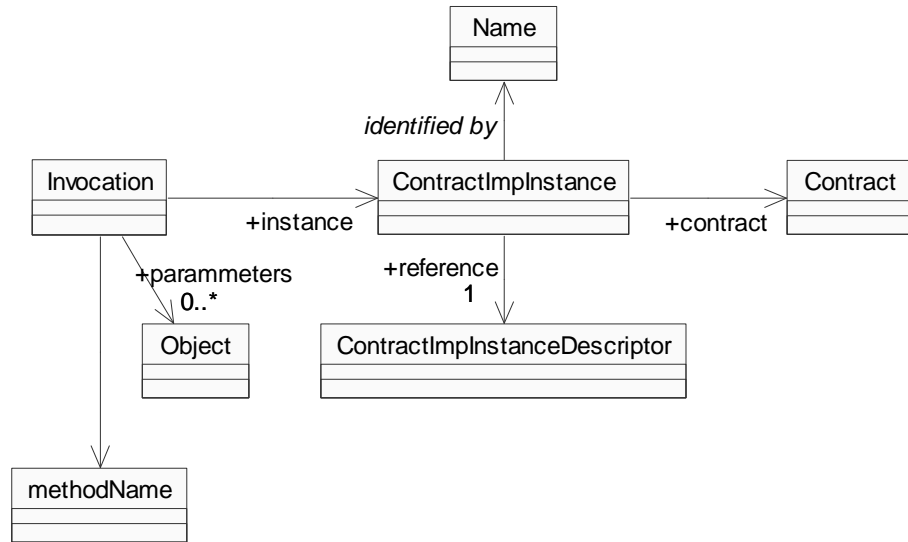 Name
identified by
Invocation
ContractImpInstance
Contract
+instance
+contract
+parammeters
0..*
+reference
1
Object
ContractImpInstanceDescriptor
methodName